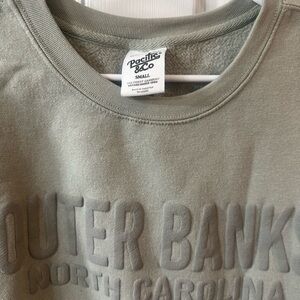 Pacific
& Co
SMALL
OUTER BANKS
NORTH CAROLINA